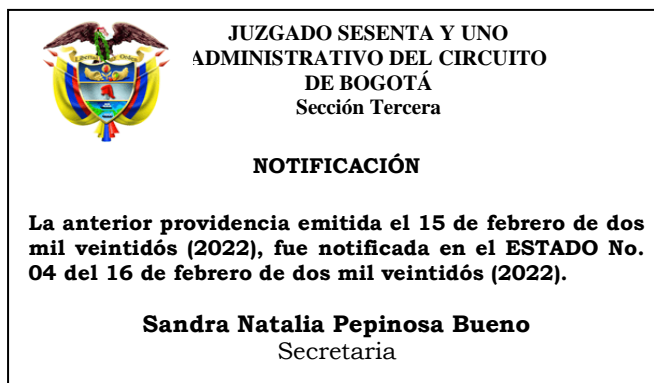 JUZGADO SESENTA Y UNO
ADMINISTRATIVO DEL CIRCUITO
DE BOGOTÁ
Sección Tercera
NOTIFICACIÓN
La anterior providencia emitida el 15 de febrero de dos
mil veintidós (2022), fue notificada en el ESTADO No.
04 del 16 de febrero de dos mil veintidós (2022).
Sandra Natalia Pepinosa Bueno
Secretaria